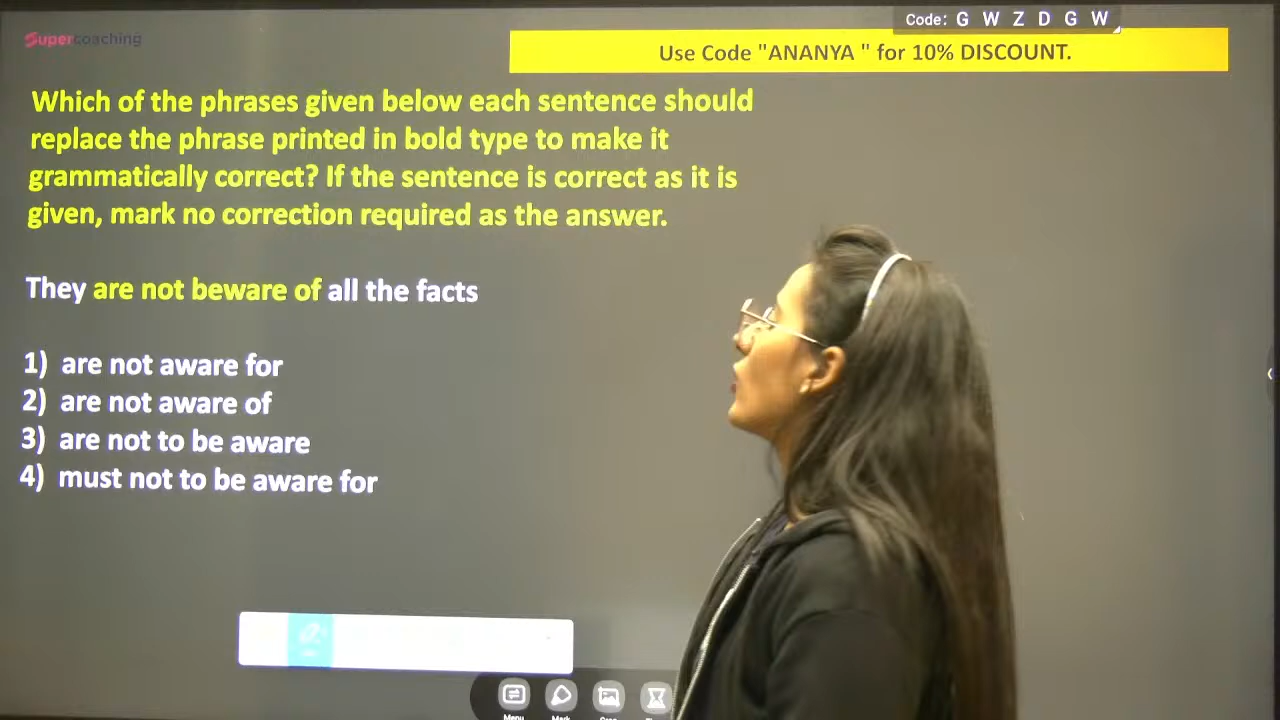 Code: G W Z D G W
Supercoaching
Use Code "ANANYA " for 10% DISCOUNT.
Which of the phrases given below each sentence should
replace the phrase printed in bold type to make it
grammatically correct? If the sentence is correct as it is
given, mark no correction required as the answer.
They are not beware of all the facts
1) are not aware for
2) are not aware of
3) are not to be aware
4) must not to be aware for
Menu
Mark